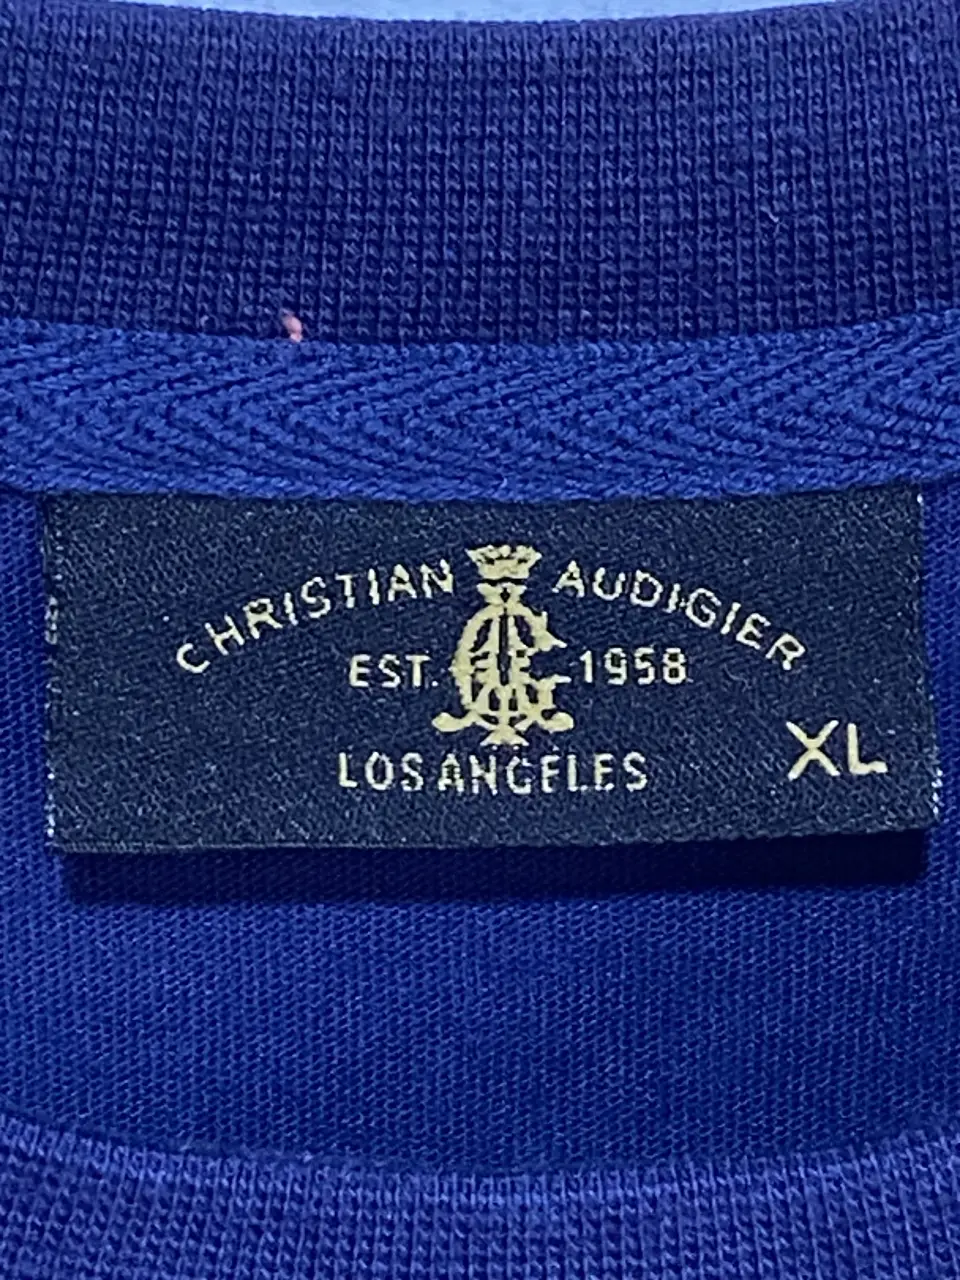 CHRISTIAN AUDIGIER
EST. 1958
LOS ANGELES
XL